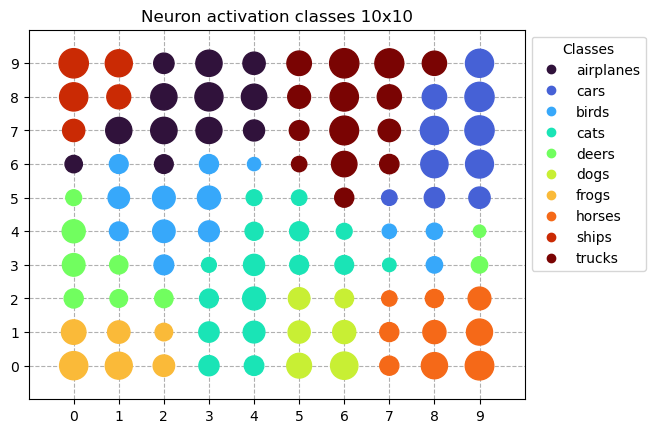 Neuron activation classes 10x10
9
8
7
6
5
4
3
2
1
0
0 1 2 3 4 5 6 7 8 9
Classes
airplanes
cars
birds
cats
deers
dogs
frogs
horses
ships
trucks